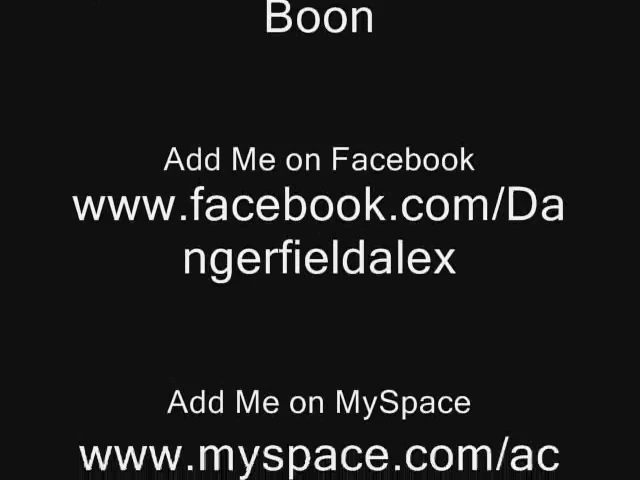 Boon
Add Me on Facebook
www.facebook.com/Da
ngerfieldalex
Add Me on MySpace
www.myspace.com/ac